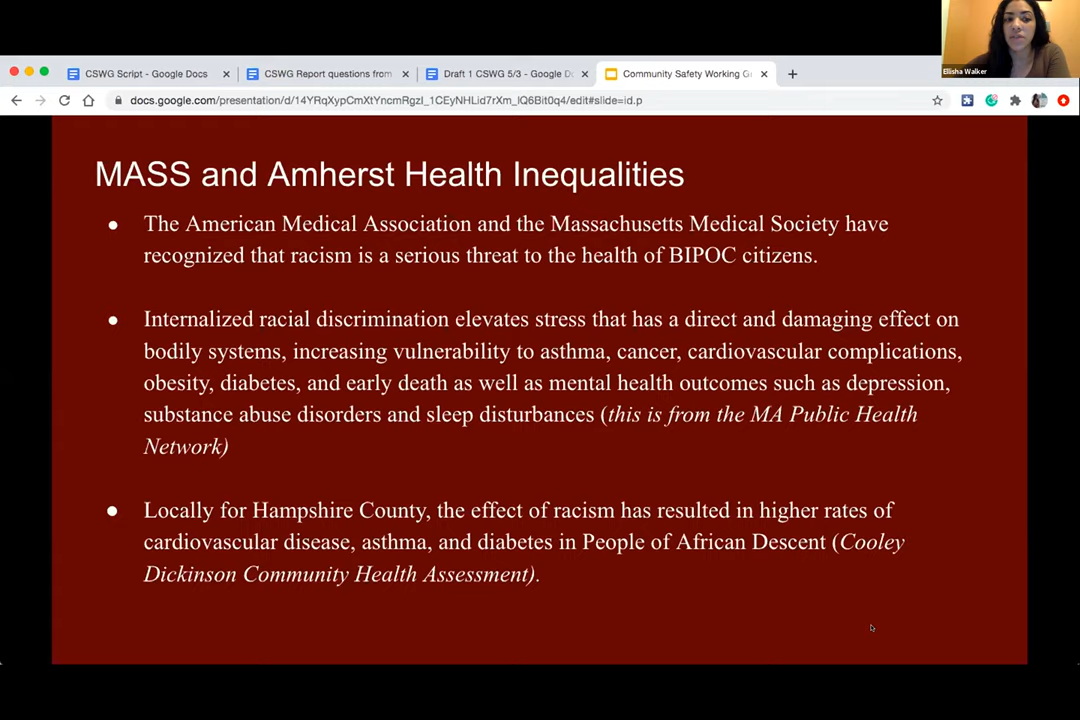 Ellisha Walker
CSWG Script - Google Docs
CSWG Report questions from
Draft 1 CSWG 5/3 - Google D
Community Safety Working G
docs.google.com/presentation/d/14YRqXypCmXtYncmRgzI_1CEyNHLid7rXm_lQ6Bit0q4/edit#slide=id.p
MASS and Amherst Health Inequalities
The American Medical Association and the Massachusetts Medical Society have
recognized that racism is a serious threat to the health of BIPOC citizens.
Internalized racial discrimination elevates stress that has a direct and damaging effect on
bodily systems, increasing vulnerability to asthma, cancer, cardiovascular complications,
obesity, diabetes, and early death as well as mental health outcomes such as depression,
substance abuse disorders and sleep disturbances (this is from the MA Public Health
Network)
Locally for Hampshire County, the effect of racism has resulted in higher rates of
cardiovascular disease, asthma, and diabetes in People of African Descent (Cooley
Dickinson Community Health Assessment).